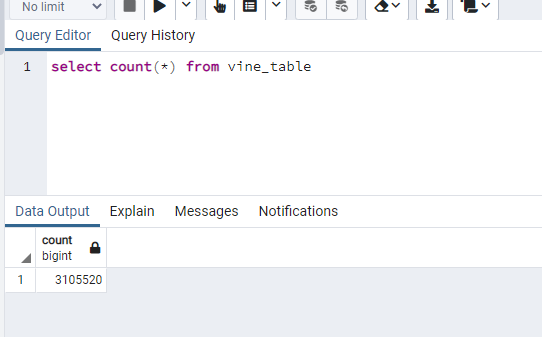 No limit
Query Editor Query History
1 select count(*) from vine_table
Data Output Explain Messages Notifications
count
bigint
1 3105520